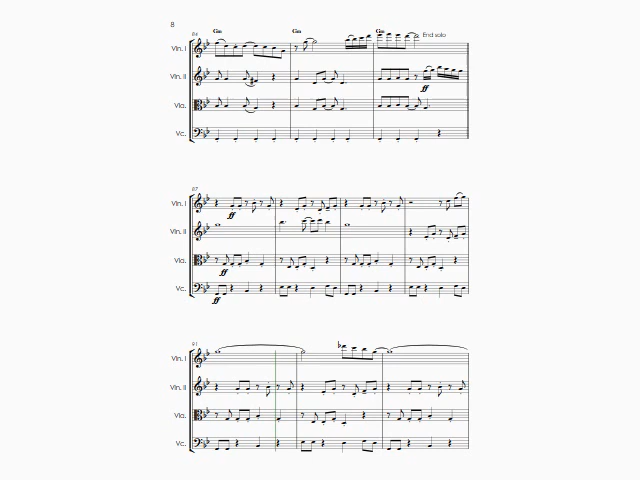 8
84
Gm
Gm
Gm
End solo
Vln. I
Vln. II
ff
Vla.
Vc.
87
Vln. I
ff
Vln. II
Vla.
ff
Vc.
ff
91
Vln. I
Vln. II
Vla.
Vc.